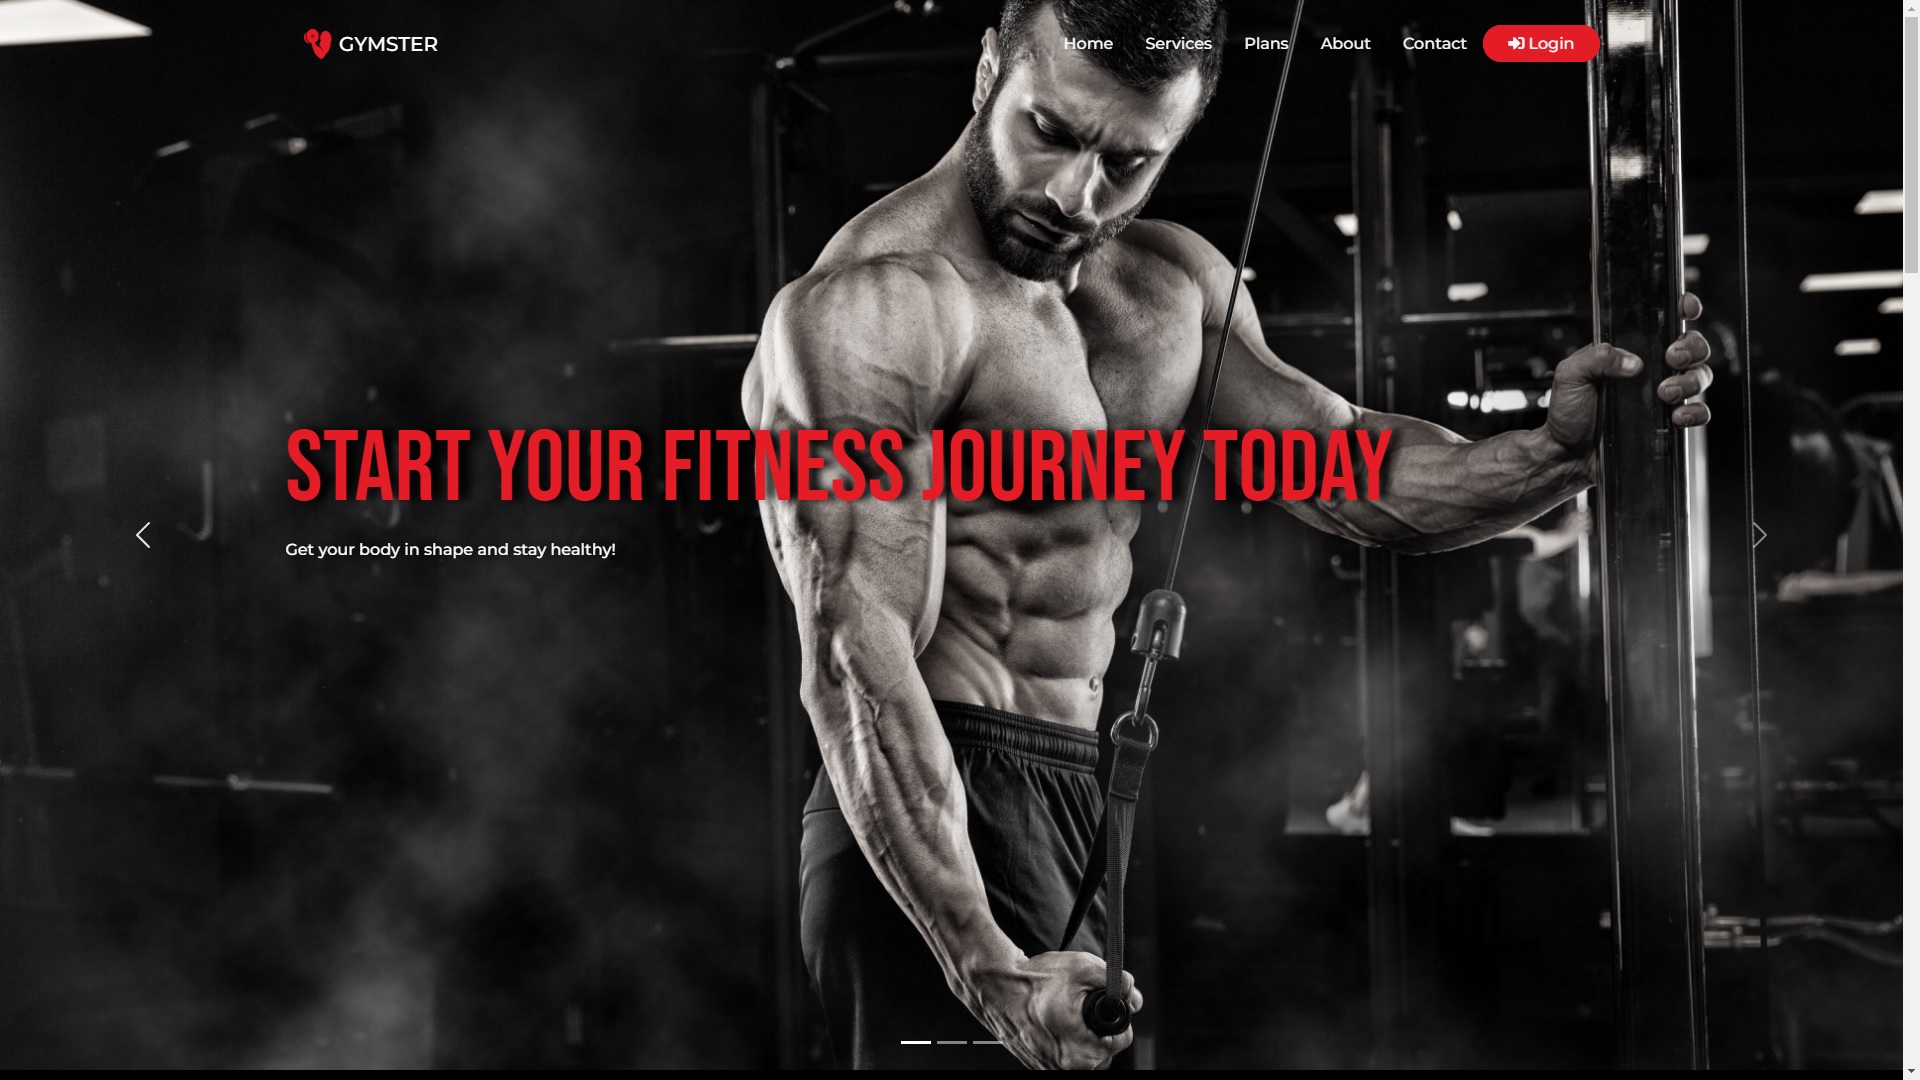 GYMSTER
Home Services Plans About Contact Login
START YOUR FITNESS JOURNEY TODAY
Get your body in shape and stay healthy!